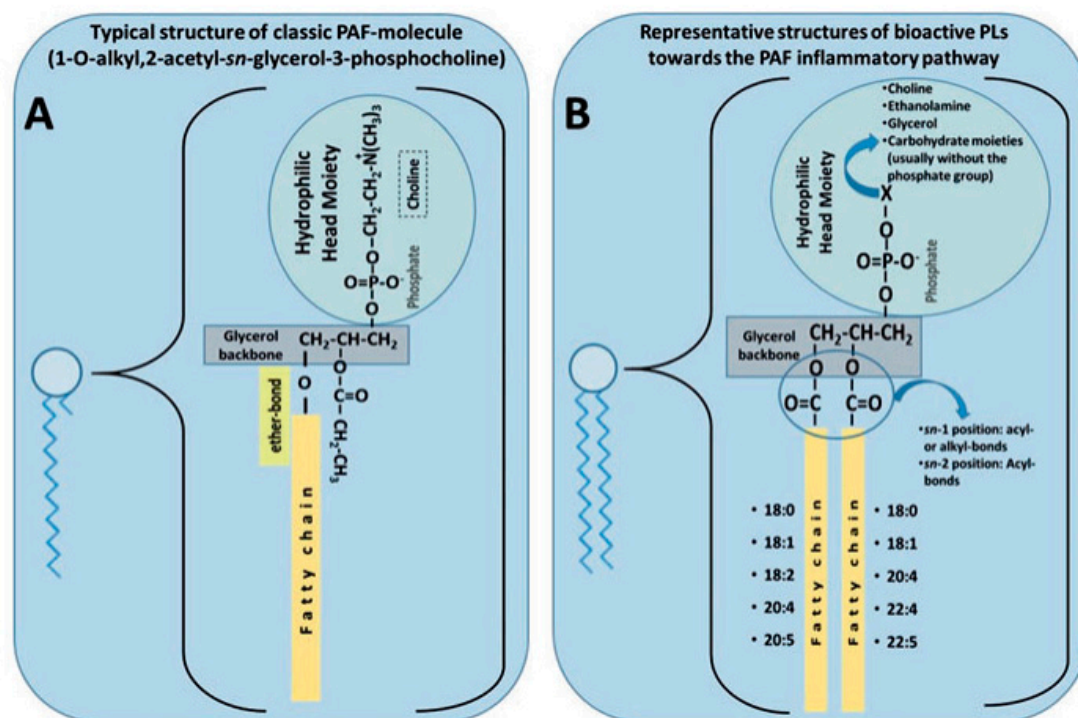 Typical structure of classic PAF-molecule
(1-O-alkyl,2-acetyl-sn-glycerol-3-phosphocholine)
A
Hydrophilic
Head Moiety
O=P-O-CH₂-CH₂-N⁺(CH₃)₃
O⁻
O
Choline
Phosphate
Glycerol
backbone
CH₂-CH-CH₂
ether-bond
O
O
C=O
CH₂-CH₃
Fatty chain
Representative structures of bioactive PLs
towards the PAF inflammatory pathway
B
•Choline
•Ethanolamine
•Glycerol
•Carbohydrate moieties
(usually without the
phosphate group)
Hydrophilic
Head Moiety
X
O
O=P-O⁻
O
Phosphate
Glycerol
backbone
CH₂-CH-CH₂
O O
O=C C=O
•sn-1 position: acyl-
or alkyl-bonds
•sn-2 position: Acyl-
bonds
Fatty chain
Fatty chain
• 18:0 • 18:0
• 18:1 • 18:1
• 18:2 • 20:4
• 20:4 • 22:4
• 20:5 • 22:5